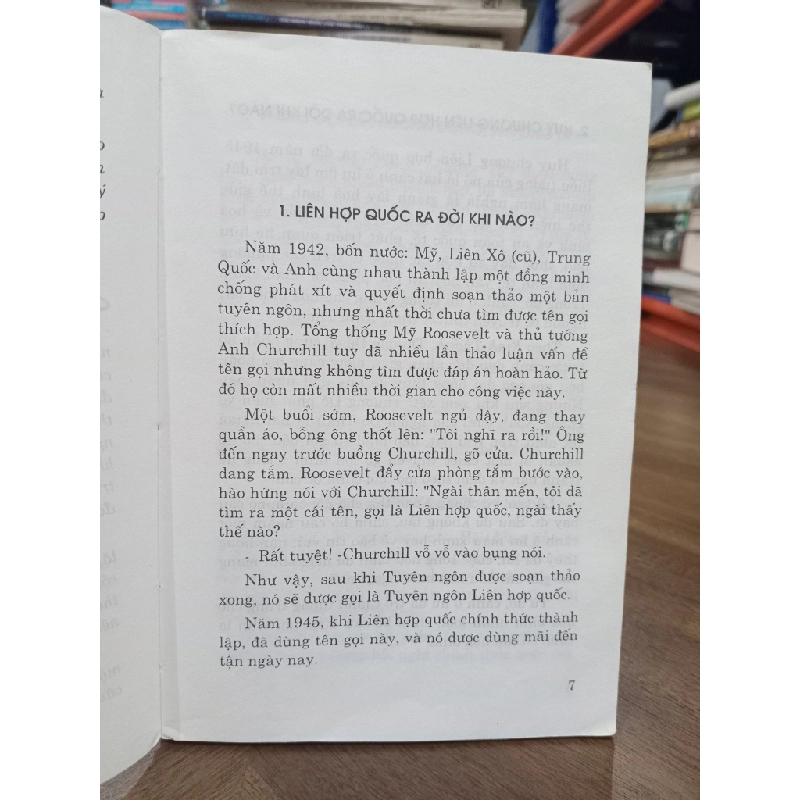 1. LIÊN HỢP QUỐC RA ĐỜI KHI NÀO?
Năm 1942, bốn nước: Mỹ, Liên Xô (cũ), Trung
Quốc và Anh cùng nhau thành lập một đồng minh
chống phát xít và quyết định soạn thảo một bản
tuyên ngôn, nhưng nhất thời chưa tìm được tên gọi
thích hợp. Tổng thống Mỹ Roosevelt và thủ tướng
Anh Churchill tuy đã nhiều lần thảo luận vấn đề
tên gọi nhưng không tìm được đáp án hoàn hảo. Từ
đó họ còn mất nhiều thời gian cho công việc này.
Một buổi sớm, Roosevelt ngủ dậy, đang thay
quần áo, bỗng ông thốt lên: "Tôi nghĩ ra rồi!" Ông
đến ngay trước buồng Churchill, gõ cửa. Churchill
đang tắm. Roosevelt đẩy cửa phòng tắm bước vào,
hào hứng nói với Churchill: "Ngài thân mến, tôi đã
tìm ra một cái tên, gọi là Liên hợp quốc, ngài thấy
thế nào?
- Rất tuyệt! -Churchill vỗ vỗ vào bụng nói.
Như vậy, sau khi Tuyên ngôn được soạn thảo
xong, nó sẽ được gọi là Tuyên ngôn Liên hợp quốc.
Năm 1945, khi Liên hợp quốc chính thức thành
lập, đã dùng tên gọi này, và nó được dùng mãi đến
tận ngày nay.
7